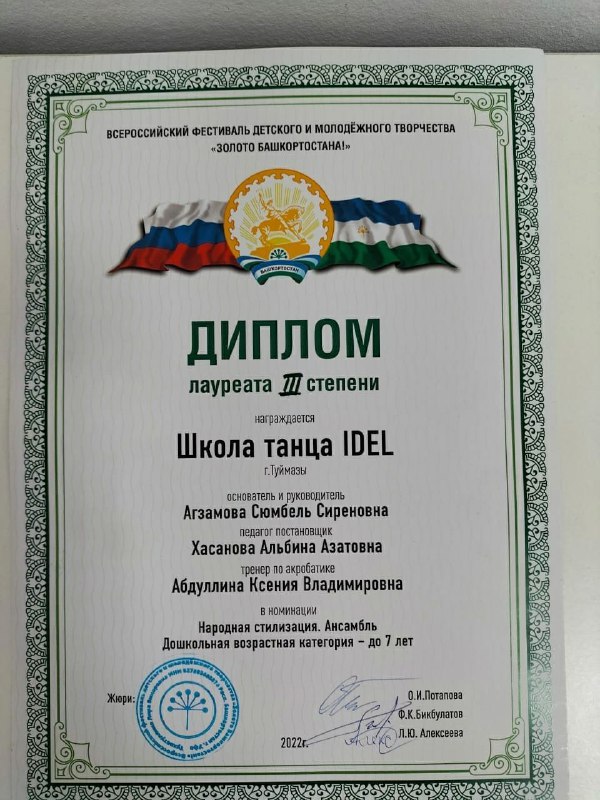 ВСЕРОССИЙСКИЙ ФЕСТИВАЛЬ ДЕТСКОГО И МОЛОДЁЖНОГО ТВОРЧЕСТВА
«ЗОЛОТО БАШКОРТОСТАНА!»
БАШКОРТОСТАН
ДИПЛОМ
лауреата III степени
награждается
Школа танца IDEL
г.Туймазы
основатель и руководитель
Агзамова Сюмбель Сиреновна
педагог постановщик
Хасанова Альбина Азатовна
тренер по акробатике
Абдуллина Ксения Владимировна
в номинации
Народная стилизация. Ансамбль
Дошкольная возрастная категория – до 7 лет
Жюри:
О.И.Потапова
Ф.К.Бикбулатов
Л.Ю. Алексеева
2022г.